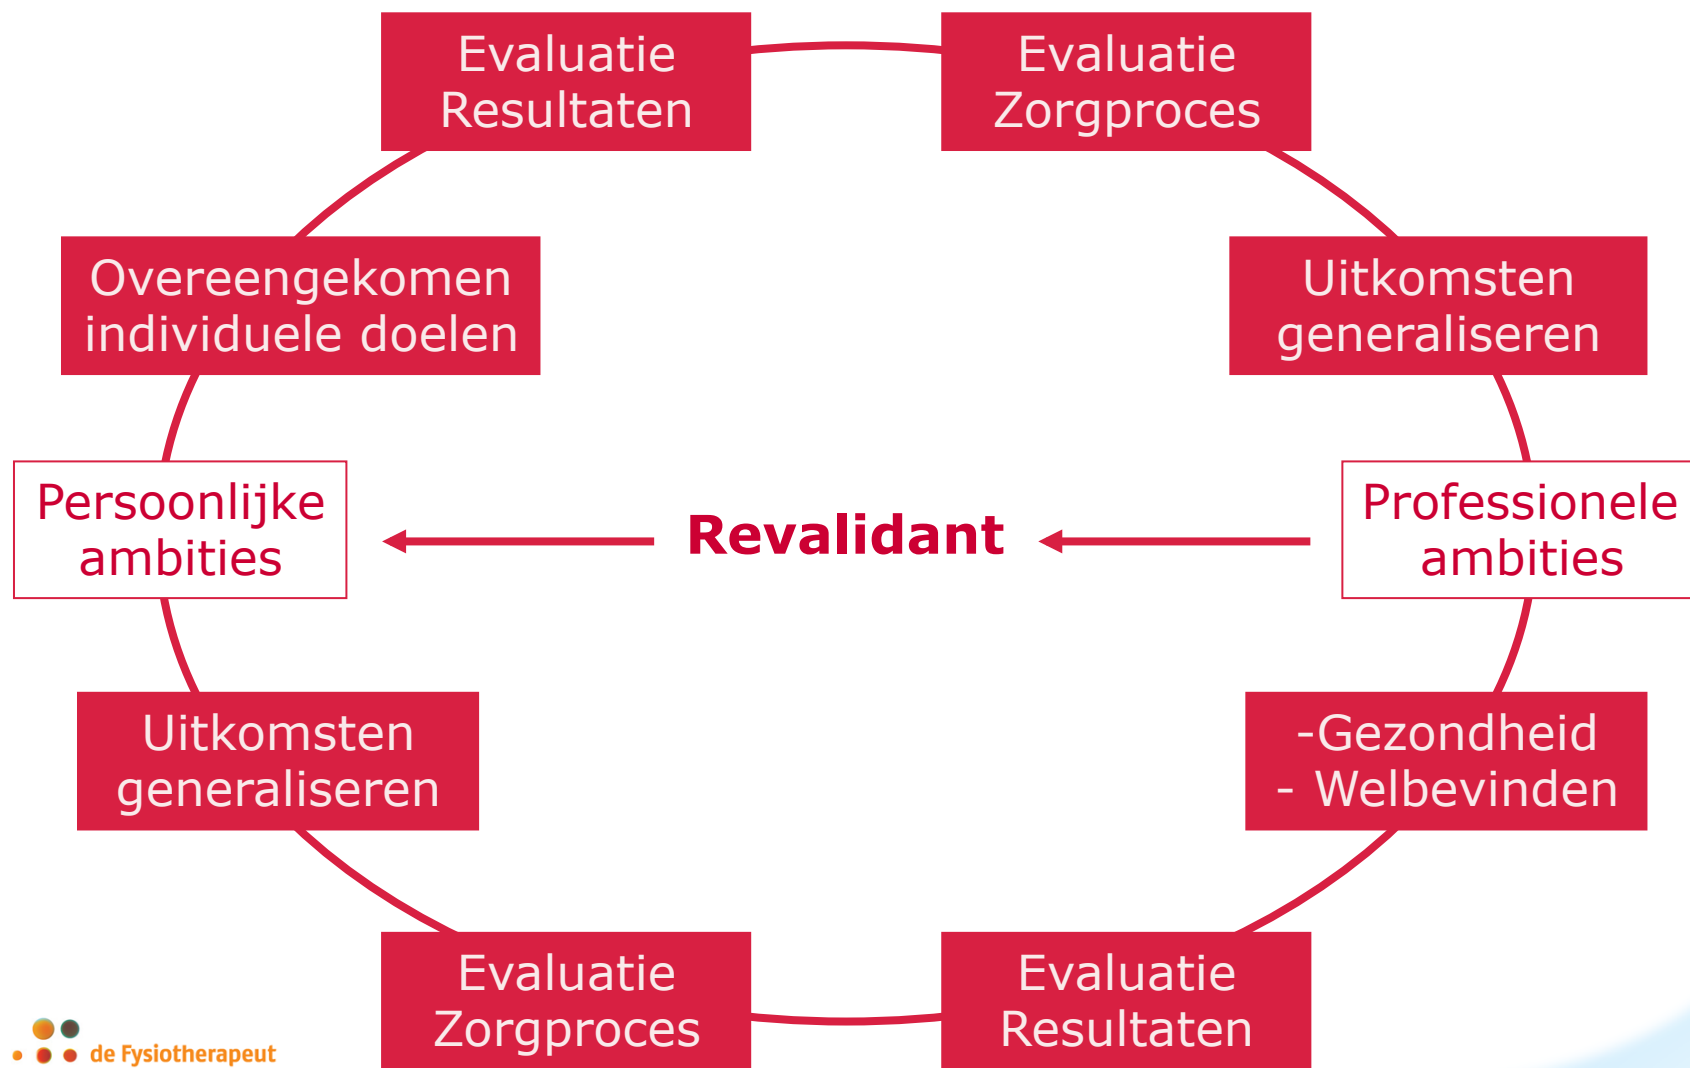 Evaluatie
Resultaten
Evaluatie
Zorgproces
Overeengekomen
individuele doelen
Uitkomsten
generaliseren
Persoonlijke
ambities
Revalidant
Professionele
ambities
Uitkomsten
generaliseren
-Gezondheid
- Welbevinden
Evaluatie
Zorgproces
Evaluatie
Resultaten
de Fysiotherapeut